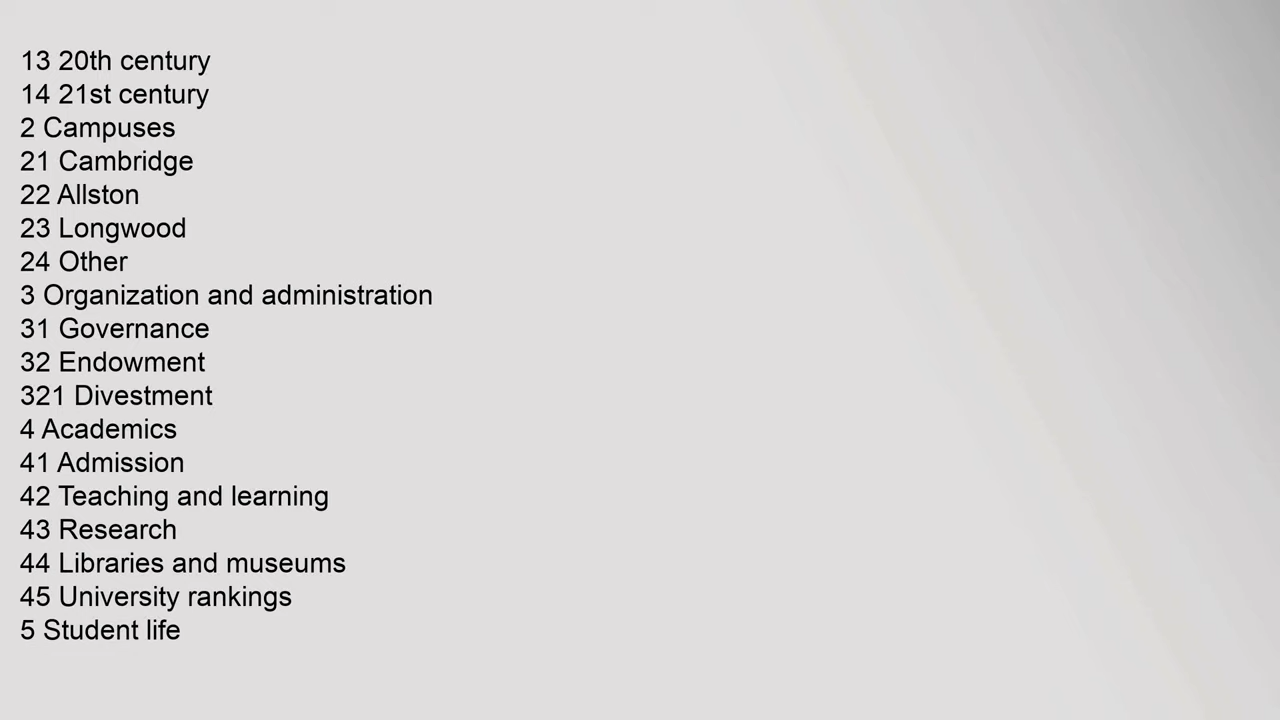 13 20th century
14 21st century
2 Campuses
21 Cambridge
22 Allston
23 Longwood
24 Other
3 Organization and administration
31 Governance
32 Endowment
321 Divestment
4 Academics
41 Admission
42 Teaching and learning
43 Research
44 Libraries and museums
45 University rankings
5 Student life